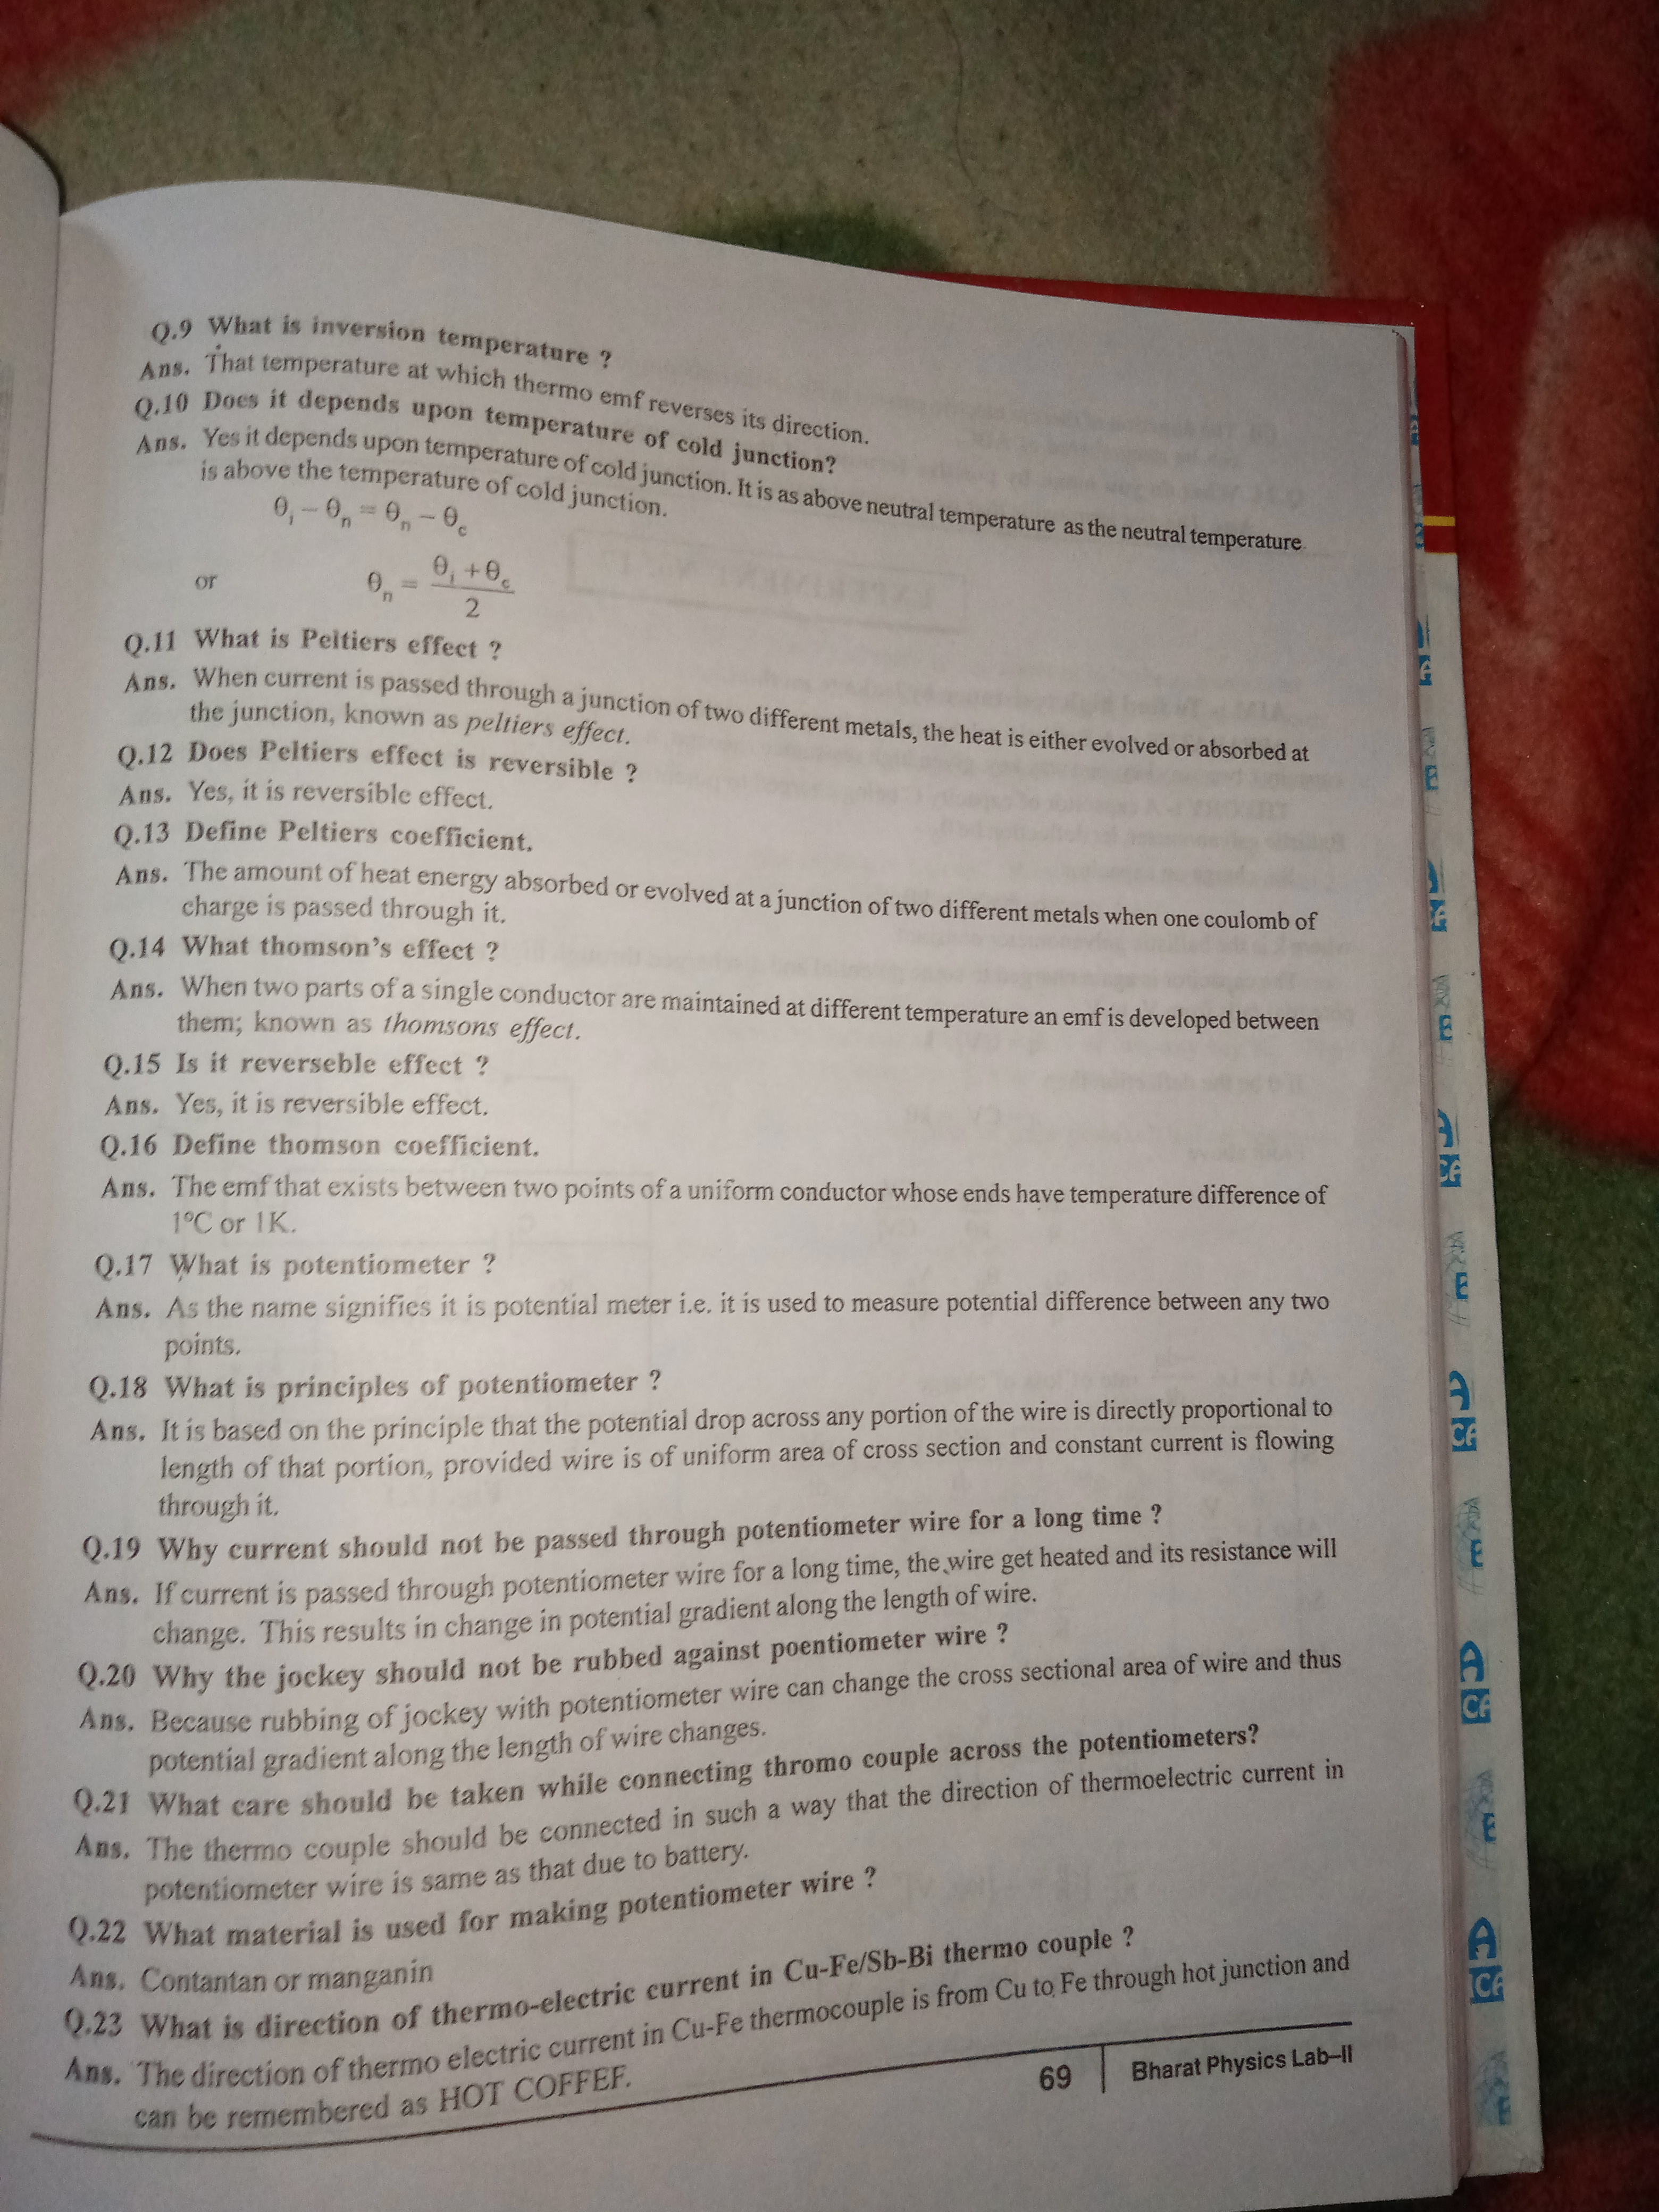 Q.9 What is inversion temperature ?
Ans. That temperature at which thermo emf reverses its direction.
Q.10 Does it depends upon temperature of cold junction?
Ans. Yes it depends upon temperature of cold junction. It is as above neutral temperature as the neutral temperature
is above the temperature of cold junction.
θᵢ – θₙ = θₙ – θ_c
or θₙ = (θᵢ + θ_c) / 2
Q.11 What is Peltiers effect ?
Ans. When current is passed through a junction of two different metals, the heat is either evolved or absorbed at
the junction, known as peltiers effect.
Q.12 Does Peltiers effect is reversible ?
Ans. Yes, it is reversible effect.
Q.13 Define Peltiers coefficient.
Ans. The amount of heat energy absorbed or evolved at a junction of two different metals when one coulomb of
charge is passed through it.
Q.14 What thomson's effect ?
Ans. When two parts of a single conductor are maintained at different temperature an emf is developed between
them; known as thomsons effect.
Q.15 Is it reverseble effect ?
Ans. Yes, it is reversible effect.
Q.16 Define thomson coefficient.
Ans. The emf that exists between two points of a uniform conductor whose ends have temperature difference of
1°C or 1K.
Q.17 What is potentiometer ?
Ans. As the name signifies it is potential meter i.e. it is used to measure potential difference between any two
points.
Q.18 What is principles of potentiometer ?
Ans. It is based on the principle that the potential drop across any portion of the wire is directly proportional to
length of that portion, provided wire is of uniform area of cross section and constant current is flowing
through it.
Q.19 Why current should not be passed through potentiometer wire for a long time ?
Ans. If current is passed through potentiometer wire for a long time, the wire get heated and its resistance will
change. This results in change in potential gradient along the length of wire.
Q.20 Why the jockey should not be rubbed against poentiometer wire ?
Ans. Because rubbing of jockey with potentiometer wire can change the cross sectional area of wire and thus
potential gradient along the length of wire changes.
Q.21 What care should be taken while connecting thromo couple across the potentiometers?
Ans. The thermo couple should be connected in such a way that the direction of thermoelectric current in
potentiometer wire is same as that due to battery.
Q.22 What material is used for making potentiometer wire ?
Ans. Contantan or manganin
Q.23 What is direction of thermo-electric current in Cu-Fe/Sb-Bi thermo couple ?
Ans. The direction of thermo electric current in Cu-Fe thermocouple is from Cu to Fe through hot junction and
can be remembered as HOT COFFEF.
69 Bharat Physics Lab–II